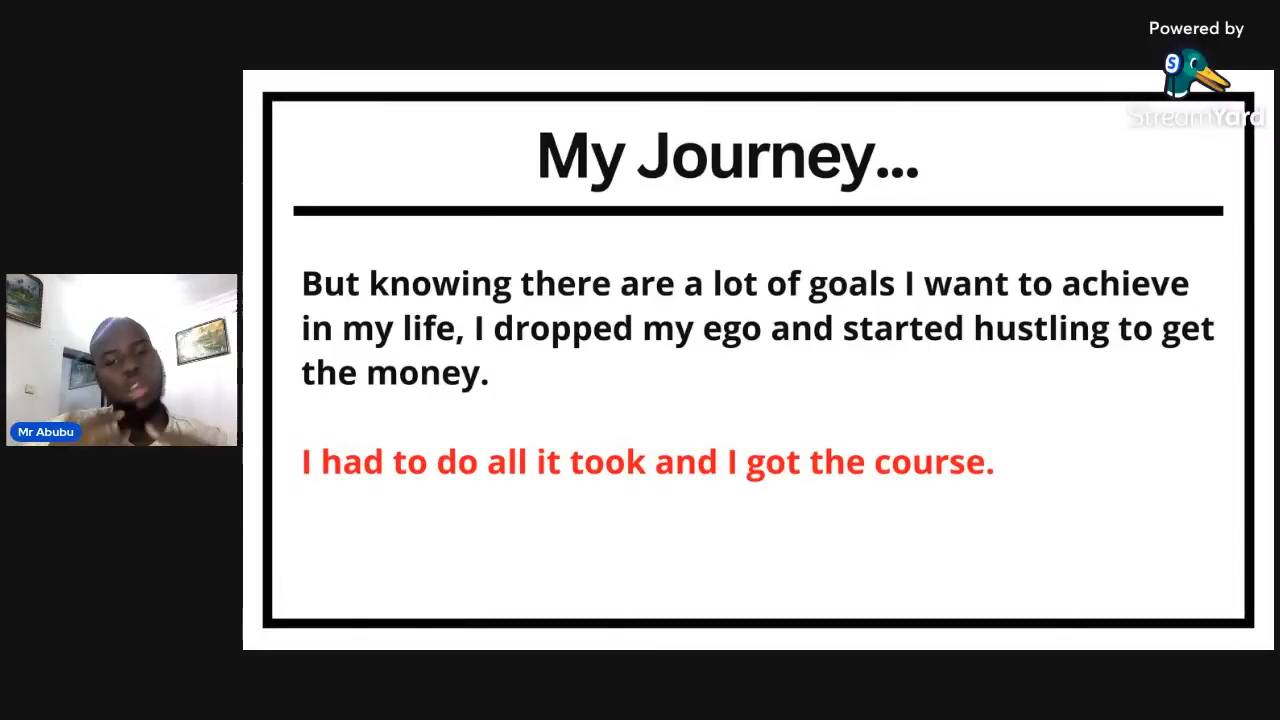 Powered by
S
StreamYard
My Journey...
But knowing there are a lot of goals I want to achieve
in my life, I dropped my ego and started hustling to get
the money.
I had to do all it took and I got the course.
Mr Abubu